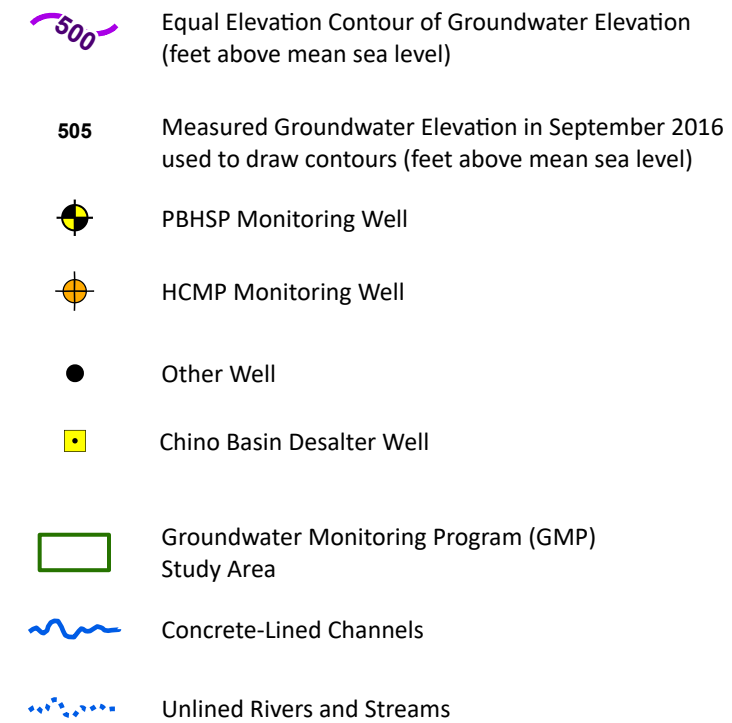 500
Equal Elevation Contour of Groundwater Elevation
(feet above mean sea level)
505
Measured Groundwater Elevation in September 2016
used to draw contours (feet above mean sea level)
PBHSP Monitoring Well
HCMP Monitoring Well
Other Well
Chino Basin Desalter Well
Groundwater Monitoring Program (GMP)
Study Area
Concrete-Lined Channels
Unlined Rivers and Streams